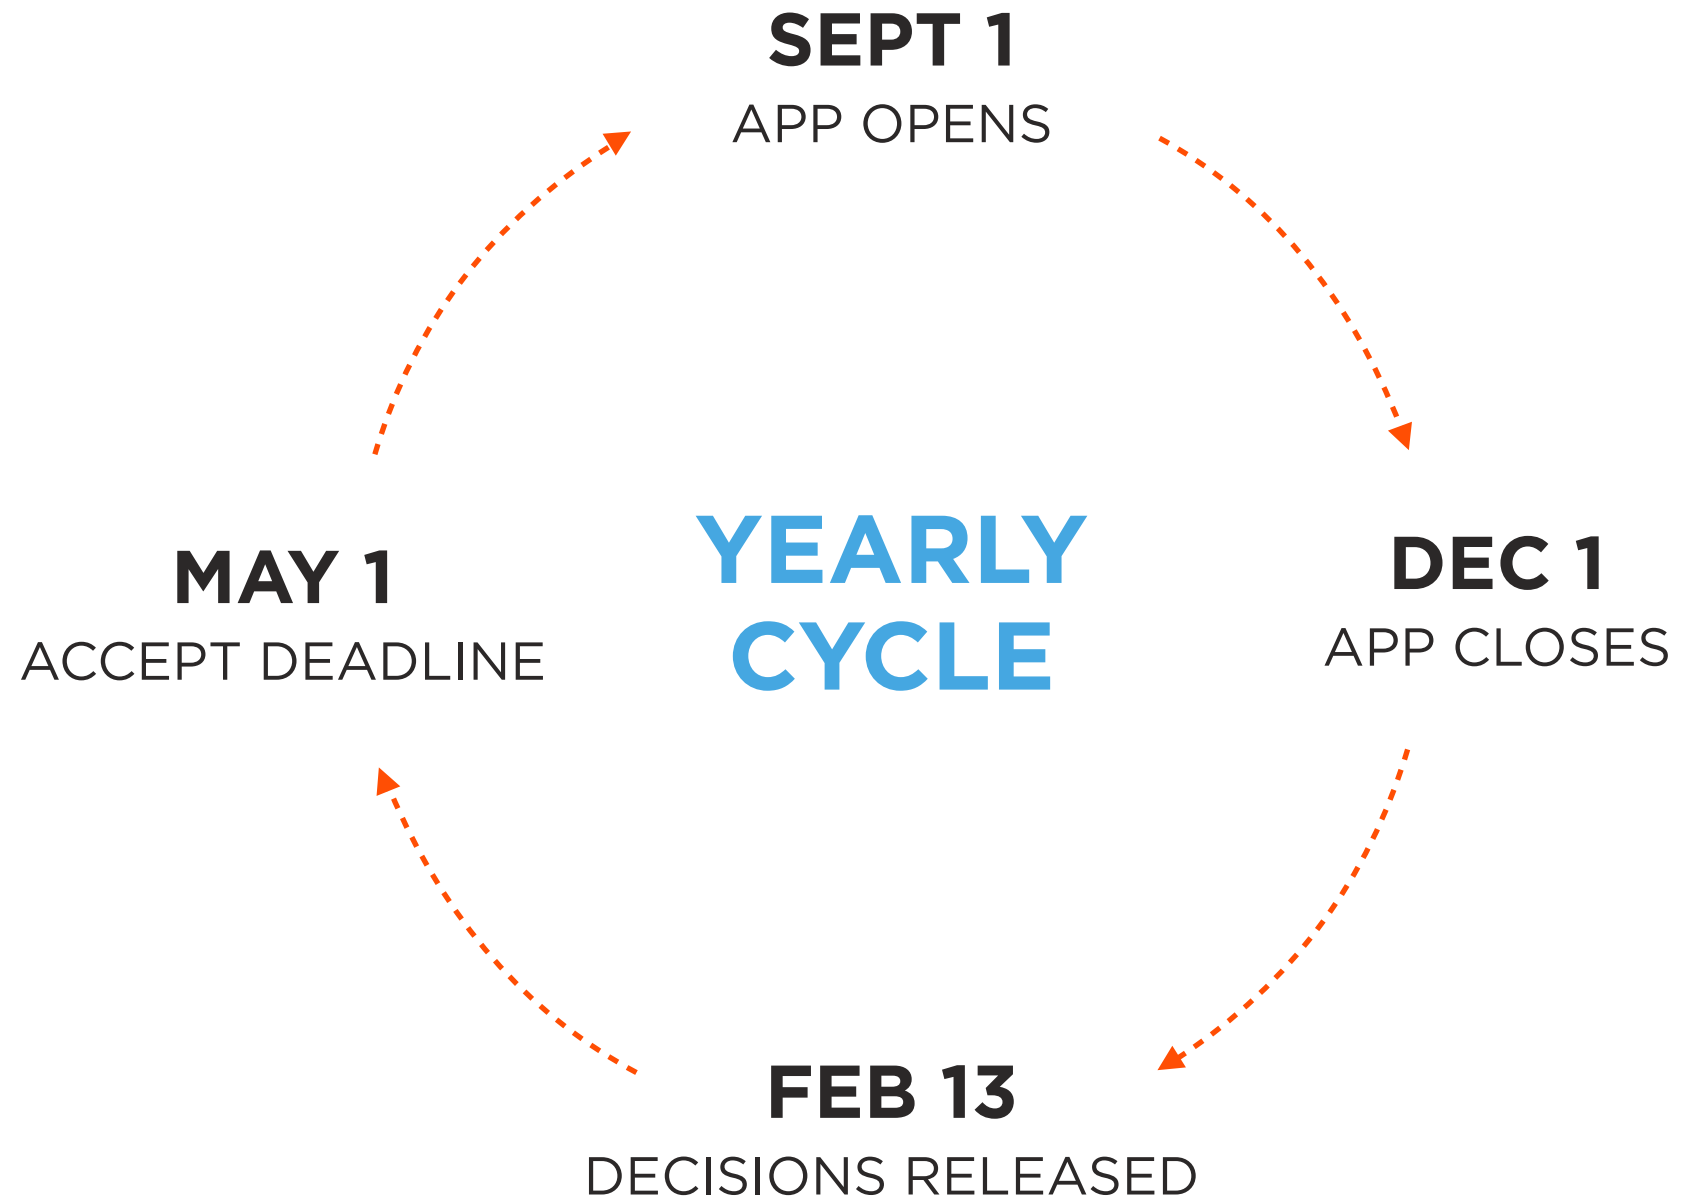 SEPT 1
APP OPENS
YEARLY
CYCLE
DEC 1
APP CLOSES
MAY 1
ACCEPT DEADLINE
FEB 13
DECISIONS RELEASED